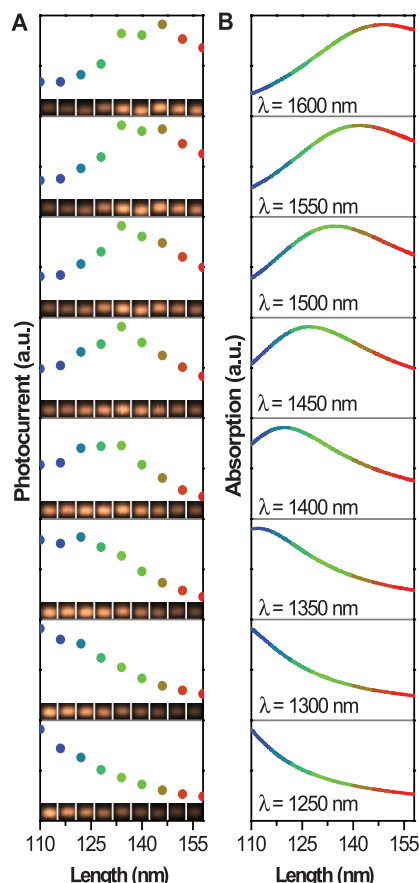 A
B
Photocurrent (a.u.)
Absorption (a.u.)
λ = 1600 nm
λ = 1550 nm
λ = 1500 nm
λ = 1450 nm
λ = 1400 nm
λ = 1350 nm
λ = 1300 nm
λ = 1250 nm
110 125 140 155 110 125 140 155
Length (nm) Length (nm)